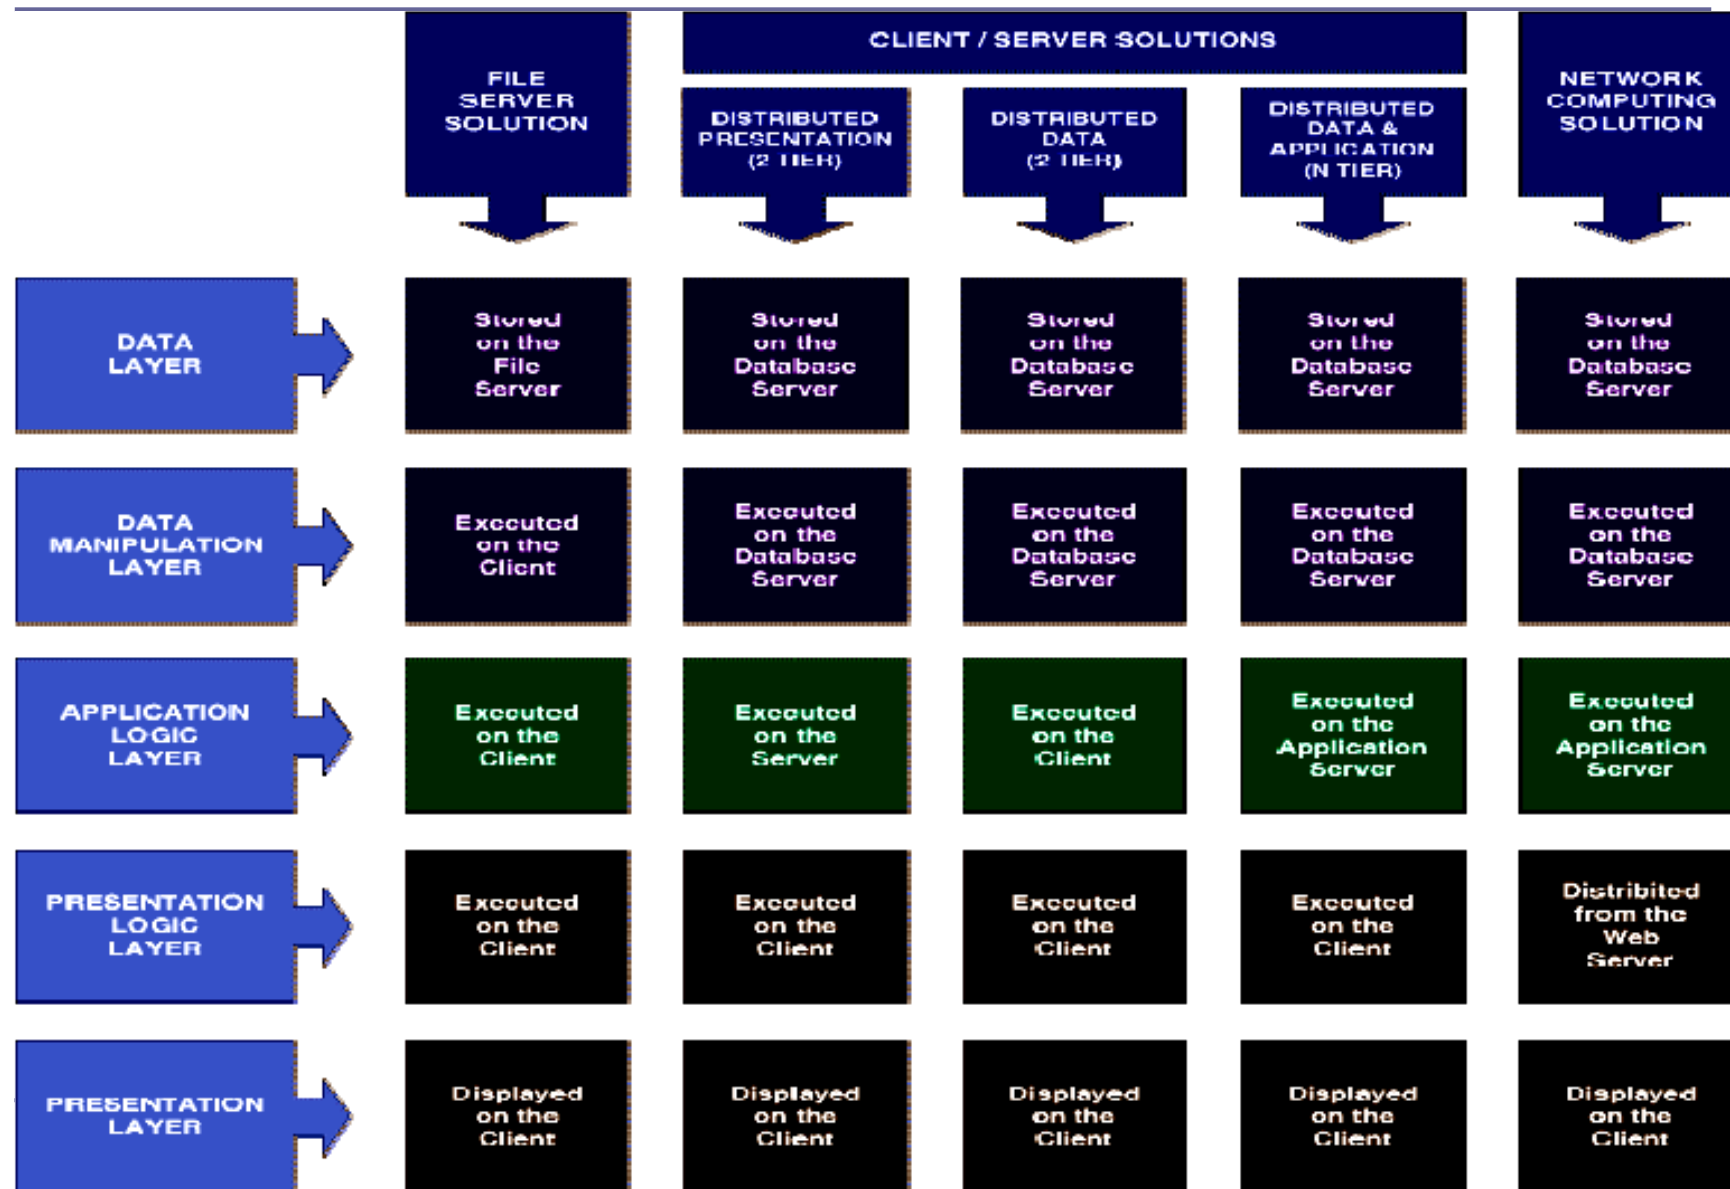 FILE
SERVER
SOLUTION
CLIENT / SERVER SOLUTIONS
DISTRIBUTED
PRESENTATION
(2 TIER)
DISTRIBUTED
DATA
(2 TIER)
DISTRIBUTED
DATA &
APPLICATION
(N TIER)
NETWORK
COMPUTING
SOLUTION
DATA
LAYER
Stored
on the
File
Server
Stored
on the
Database
Server
Stored
on the
Database
Server
Stored
on the
Database
Server
Stored
on the
Database
Server
DATA
MANIPULATION
LAYER
Executed
on the
Client
Executed
on the
Database
Server
Executed
on the
Database
Server
Executed
on the
Database
Server
Executed
on the
Database
Server
APPLICATION
LOGIC
LAYER
Executed
on the
Client
Executed
on the
Server
Executed
on the
Client
Executed
on the
Application
Server
Executed
on the
Application
Server
PRESENTATION
LOGIC
LAYER
Executed
on the
Client
Executed
on the
Client
Executed
on the
Client
Executed
on the
Client
Distribited
from the
Web
Server
PRESENTATION
LAYER
Displayed
on the
Client
Displayed
on the
Client
Displayed
on the
Client
Displayed
on the
Client
Displayed
on the
Client